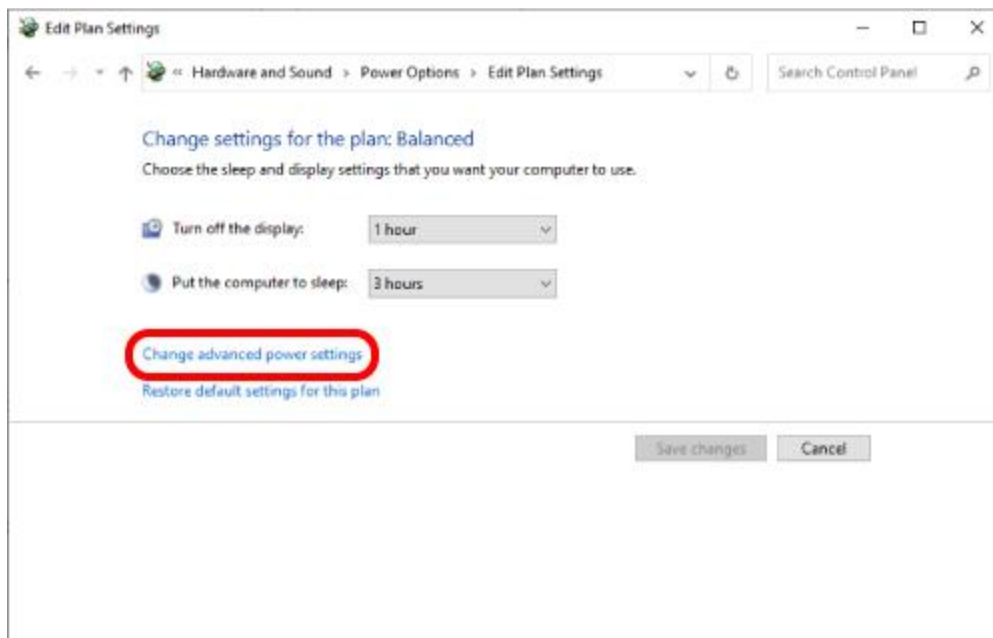 Edit Plan Settings
« Hardware and Sound > Power Options > Edit Plan Settings
Search Control Panel
Change settings for the plan: Balanced
Choose the sleep and display settings that you want your computer to use.
Turn off the display: 1 hour
Put the computer to sleep: 3 hours
Change advanced power settings
Restore default settings for this plan
Save changes Cancel